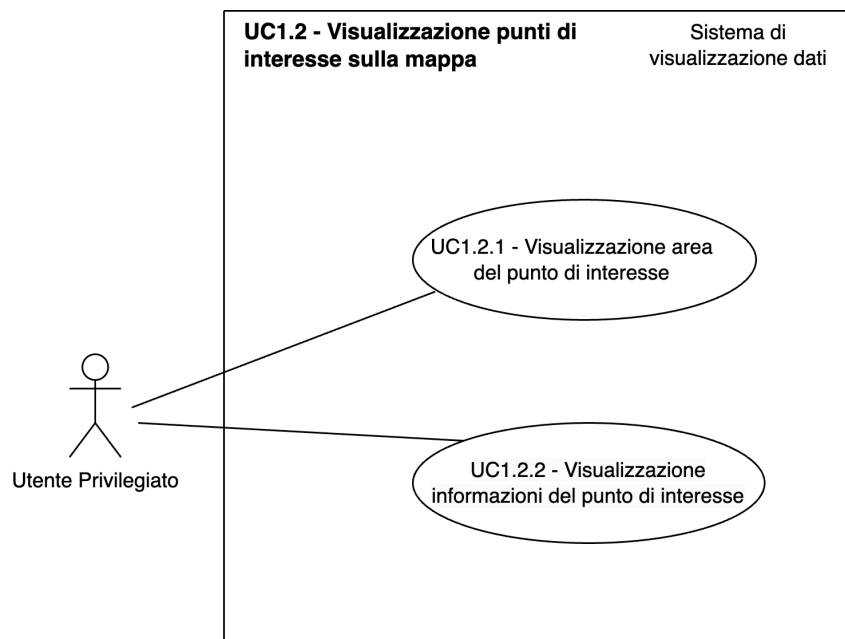 UC1.2 - Visualizzazione punti di
interesse sulla mappa
Sistema di
visualizzazione dati
UC1.2.1 - Visualizzazione area
del punto di interesse
Utente Privilegiato
UC1.2.2 - Visualizzazione
informazioni del punto di interesse